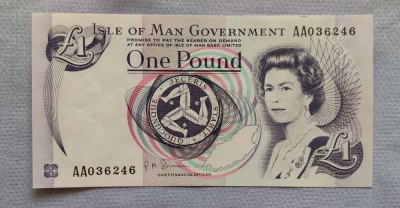 £1 ISLE OF MAN GOVERNMENT AA036246
PROMISE TO PAY THE BEARER ON DEMAND
AT ANY OFFICE OF ISLE OF MAN BANK LIMITED
One Pound
QUOCUNQUE JECERIS STABIT
AA036246
£1